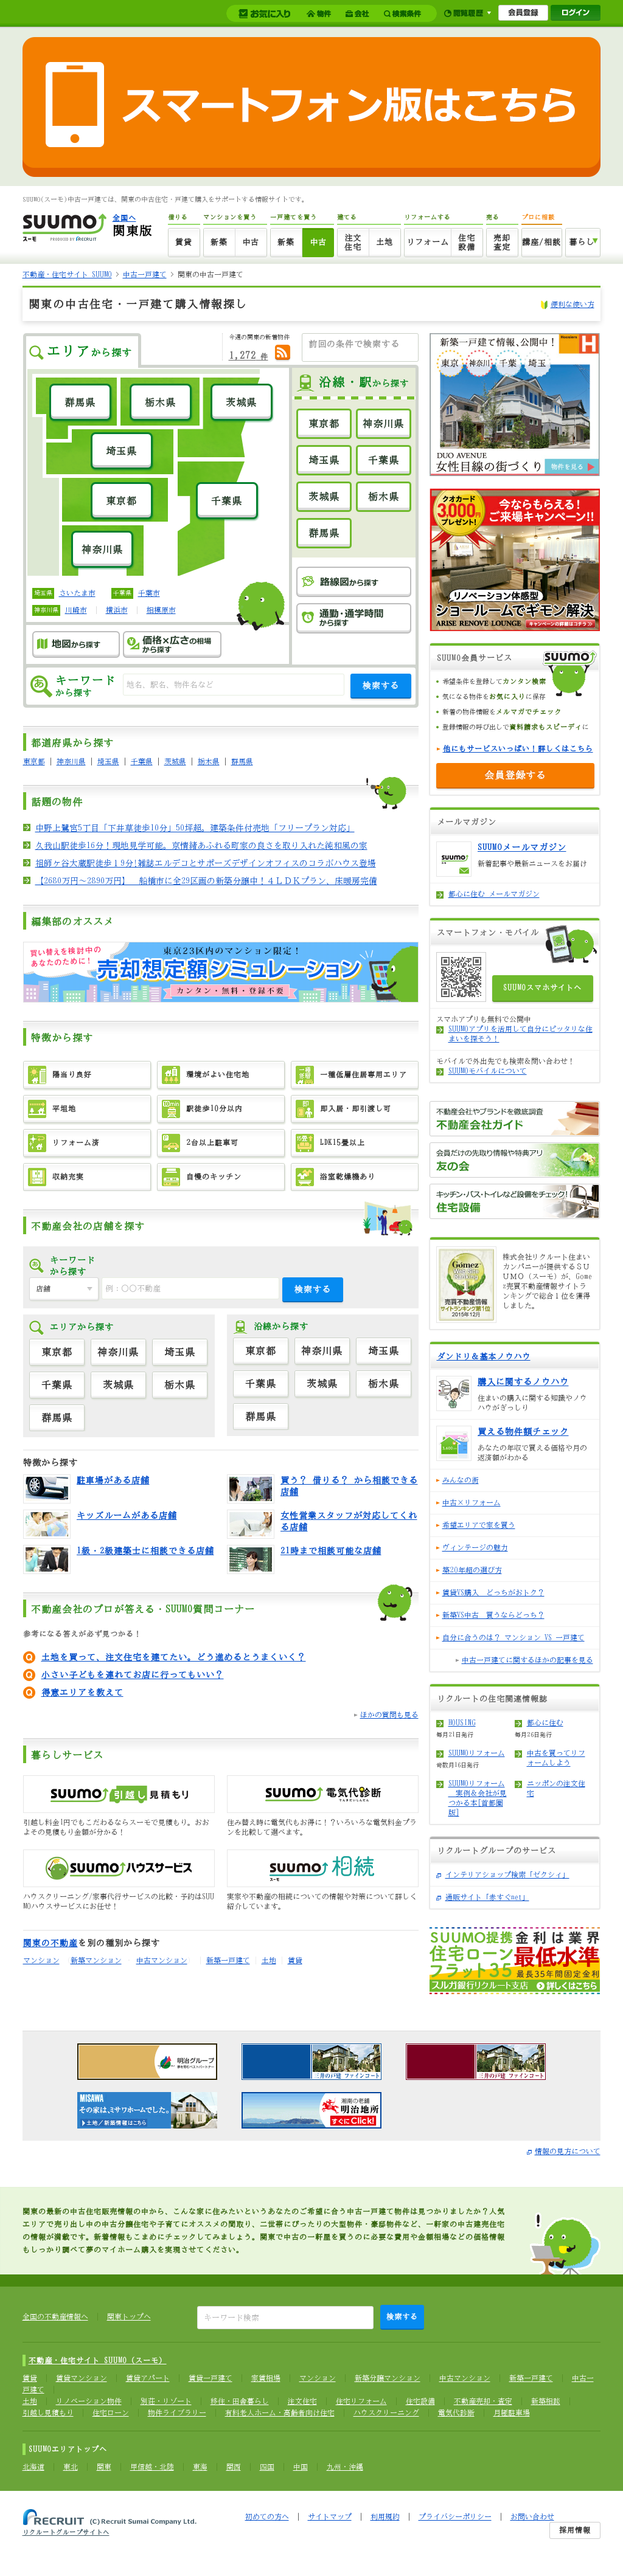 お気に入り 物件 会社 検索条件 閲覧履歴 会員登録 ログイン
スマートフォン版はこちら
SUUMO(スーモ)中古一戸建ては、関東の中古住宅・戸建て購入をサポートする情報サイトです。
SUUMO スーモ 全国へ 関東版
借りる マンションを買う 一戸建てを買う 建てる リフォームする 売る プロに相談
賃貸 新築 中古 新築 中古 注文住宅 土地 リフォーム 住宅設備 売却査定 講座/相談 暮らし
不動産・住宅サイト SUUMO > 中古一戸建て > 関東の中古一戸建て
関東の中古住宅・一戸建て購入情報探し
便利な使い方
エリアから探す
今週の関東の新着物件
1,272 件
前回の条件で検索する
群馬県 栃木県 茨城県
埼玉県
東京都 千葉県
神奈川県
埼玉県 さいたま市 千葉県 千葉市
神奈川県 川崎市 横浜市 相模原市
地図から探す
価格×広さの相場から探す
沿線・駅から探す
東京都 神奈川県
埼玉県 千葉県
茨城県 栃木県
群馬県
路線図から探す
通勤・通学時間から探す
キーワードから探す
地名、駅名、物件名など
検索する
都道府県から探す
東京都 | 神奈川県 | 埼玉県 | 千葉県 | 茨城県 | 栃木県 | 群馬県
話題の物件
中野上鷺宮5丁目「下井草徒歩10分」50坪超。建築条件付売地「フリープラン対応」
久我山駅徒歩16分！現地見学可能。京情緒あふれる町家の良さを取り入れた純和風の家
祖師ヶ谷大蔵駅徒歩19分!雑誌エルデコとサポーズデザインオフィスのコラボハウス登場
【2680万円～2890万円】　船橋市に全29区画の新築分譲中！４ＬＤＫプラン、床暖房完備
編集部のオススメ
買い替えを検討中のあなたのために！
東京23区内のマンション限定！
売却想定額シミュレーション
カンタン・無料・登録不要
特徴から探す
陽当り良好 環境がよい住宅地 一種低層住居専用エリア
平坦地 駅徒歩10分以内 即入居・即引渡し可
リフォーム済 2台以上駐車可 LDK15畳以上
収納充実 自慢のキッチン 浴室乾燥機あり
不動産会社の店舗を探す
キーワードから探す
店舗
例：〇〇不動産
検索する
エリアから探す
東京都 神奈川県 埼玉県
千葉県 茨城県 栃木県
群馬県
沿線から探す
東京都 神奈川県 埼玉県
千葉県 茨城県 栃木県
群馬県
特徴から探す
駐車場がある店舗
買う？ 借りる？ から相談できる店舗
キッズルームがある店舗
女性営業スタッフが対応してくれる店舗
1級・2級建築士に相談できる店舗
21時まで相談可能な店舗
不動産会社のプロが答える・SUUMO質問コーナー
参考になる答えが必ず見つかる！
土地を買って、注文住宅を建てたい。どう進めるとうまくいく？
小さい子どもを連れてお店に行ってもいい？
得意エリアを教えて
ほかの質問も見る
暮らしサービス
SUUMO引越し見積もり
引越し料金1円でもこだわるならスーモで見積もり。おおよその見積もり金額が分かる！
SUUMO電気代診断
住み替え時に電気代もお得に！？いろいろな電気料金プランを比較して選べます。
SUUMOハウスサービス
ハウスクリーニング/家事代行サービスの比較・予約はSUUMOハウスサービスにお任せ！
SUUMO相続
実家や不動産の相続についての情報や対策について詳しく紹介しています。
関東の不動産を別の種別から探す
マンション 新築マンション 中古マンション 新築一戸建て 土地 賃貸
新築一戸建て情報、公開中！
東京 神奈川 千葉 埼玉
DUO AVENUE
女性目線の街づくり
物件を見る
クオカード3,000円プレゼント!
今ならもらえる！ご来場キャンペーン!!
リノベーション体感型
ショールームでギモン解決
キャンペーンの詳細はコチラ
SUUMO会員サービス
希望条件を登録してカンタン検索
気になる物件をお気に入りに保存
新着の物件情報をメルマガでチェック
登録情報の呼び出しで資料請求もスピーディに
他にもサービスいっぱい！詳しくはこちら
会員登録する
メールマガジン
SUUMOメールマガジン
新着記事や最新ニュースをお届け
都心に住む メールマガジン
スマートフォン・モバイル
SUUMOスマホサイトへ
スマホアプリも無料で公開中
SUUMOアプリを活用して自分にピッタリな住まいを探そう！
モバイルで外出先でも検索&問い合わせ！
SUUMOモバイルについて
不動産会社やブランドを徹底調査
不動産会社ガイド
会員だけの先取り情報や特典アリ
友の会
キッチン・バス・トイレなど設備をチェック!
住宅設備
Gomez
売買不動産情報サイトランキング第1位 2015年12月
株式会社リクルート住まいカンパニーが提供するＳＵＵＭＯ（スーモ）が、Gomez売買不動産情報サイトランキングで総合１位を獲得しました。
ダンドリ＆基本ノウハウ
購入に関するノウハウ
住まいの購入に関する知識やノウハウがぎっしり
買える物件額チェック
あなたの年収で買える価格や月の返済額がわかる
みんなの街
中古×リフォーム
希望エリアで家を買う
ヴィンテージの魅力
築20年超の選び方
賃貸VS購入　どっちがおトク？
新築VS中古　買うならどっち？
自分に合うのは？ マンション VS 一戸建て
中古一戸建てに関するほかの記事を見る
リクルートの住宅関連情報誌
HOUSING
毎月21日発行
都心に住む
毎月26日発行
SUUMOリフォーム
奇数月16日発行
中古を買ってリフォームしよう
SUUMOリフォーム　実例&会社が見つかる本[首都圏版]
ニッポンの注文住宅
リクルートグループのサービス
インテリアショップ検索「ゼクシィ」
通販サイト「赤すぐnet」
SUUMO提携 金利は業界
住宅ローン 最低水準
フラット35 最長35年間固定金利
スルガ銀行リクルート支店 詳しくはこちら
明治グループ
三井の戸建 ファインコート
三井の戸建 ファインコート
MISAWA
その家は、ミサワホームでした。
土地／新築情報はこちら
湘南の老舗 明治地所 すぐにClick!
情報の見方について
関東の最新の中古住宅販売情報の中から、こんな家に住みたいというあなたのご希望に合う中古一戸建て物件は見つかりましたか？人気エリアで売り出し中の中古分譲住宅や子育てにオススメの間取り、二世帯にぴったりの大型物件・豪邸物件など、一軒家の中古建売住宅の情報が満載です。新着情報もこまめにチェックしてみましょう。関東で中古の一軒屋を買うのに必要な費用や金額相場などの価格情報もしっかり調べて夢のマイホーム購入を実現させてください。
全国の不動産情報へ 関東トップへ
キーワード検索
検索する
不動産・住宅サイト SUUMO（スーモ）
賃貸 賃貸マンション 賃貸アパート 賃貸一戸建て 家賃相場 マンション 新築分譲マンション 中古マンション 新築一戸建て 中古一戸建て
土地 リノベーション物件 別荘・リゾート 移住・田舎暮らし 注文住宅 住宅リフォーム 住宅設備 不動産売却・査定 新築相談
引越し見積もり 住宅ローン 物件ライブラリー 有料老人ホーム・高齢者向け住宅 ハウスクリーニング 電気代診断 月極駐車場
SUUMOエリアトップへ
北海道 東北 関東 甲信越・北陸 東海 関西 四国 中国 九州・沖縄
RECRUIT (C) Recruit Sumai Company Ltd.
リクルートグループサイトへ
初めての方へ | サイトマップ | 利用規約 | プライバシーポリシー | お問い合わせ
採用情報